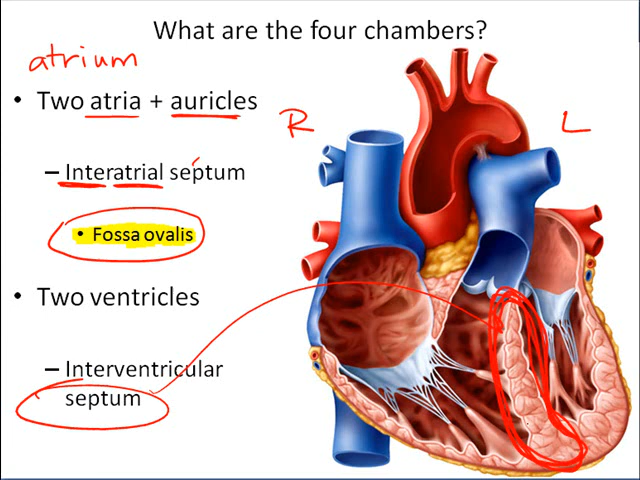 What are the four chambers?
atrium
• Two atria + auricles
– Interatrial septum
• Fossa ovalis
• Two ventricles
– Interventricular
septum
R
L